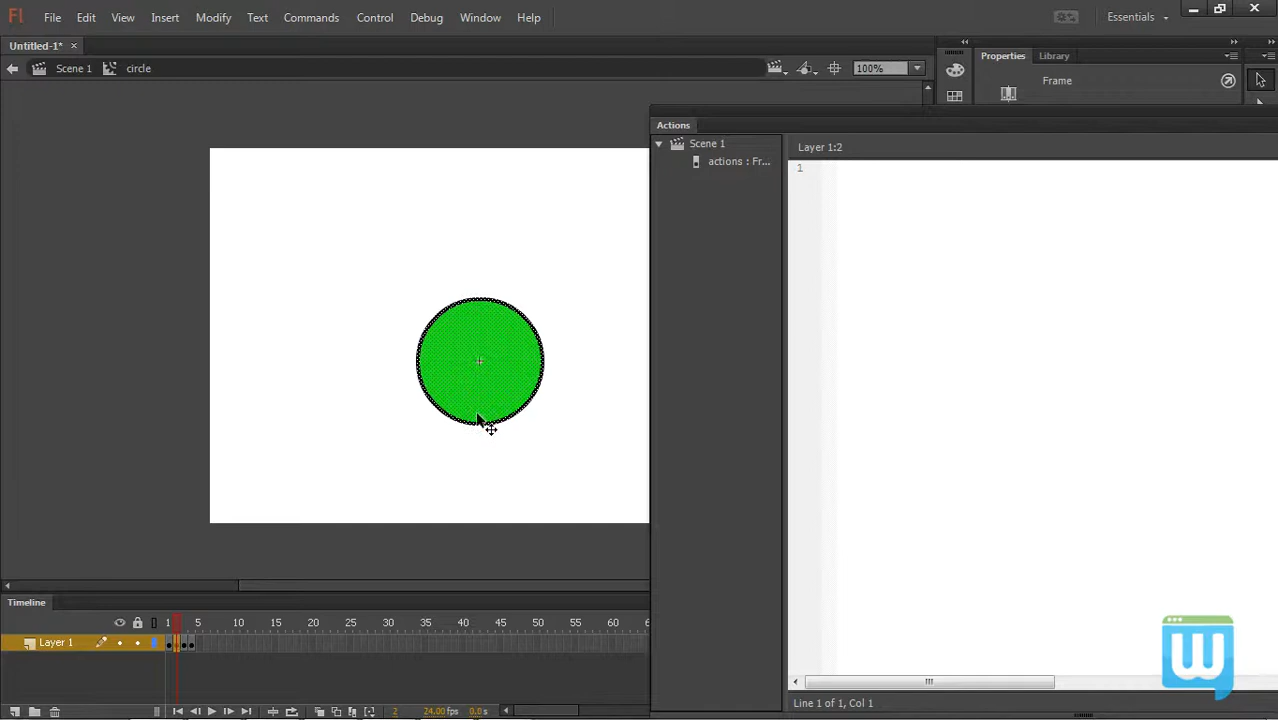 Fl File Edit View Insert Modify Text Commands Control Debug Window Help Essentials
Untitled-1* ×
Scene 1 circle 100% Properties Library
Frame
Actions
Scene 1 Layer 1:2
actions : Fr...
1
Timeline
1 5 10 15 20 25 30 35 40 45 50 55 60 6
Layer 1
Line 1 of 1, Col 1
2 24.00 fps 0.0 s
W